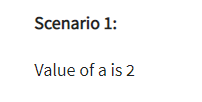 Scenario 1:
Value of a is 2